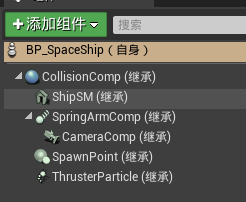 添加组件
搜索
BP_SpaceShip（自身）
CollisionComp (继承)
ShipSM (继承)
SpringArmComp (继承)
CameraComp (继承)
SpawnPoint (继承)
ThrusterParticle (继承)